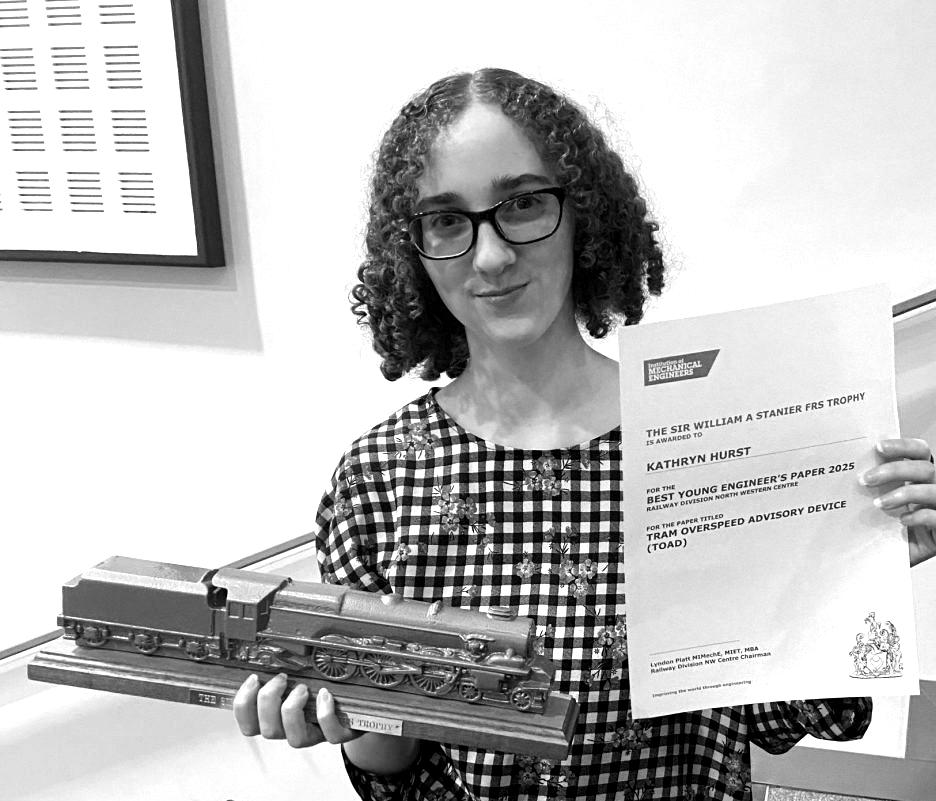 Institution of
MECHANICAL
ENGINEERS
THE SIR WILLIAM A STANIER FRS TROPHY
IS AWARDED TO
KATHRYN HURST
FOR THE
BEST YOUNG ENGINEER'S PAPER 2025
RAILWAY DIVISION NORTH WESTERN CENTRE
FOR THE PAPER TITLED
TRAM OVERSPEED ADVISORY DEVICE
(TOAD)
Lyndon Platt MIMechE, MIET, MBA
Railway Division NW Centre Chairman
Improving the world through engineering
THE
TROPHY